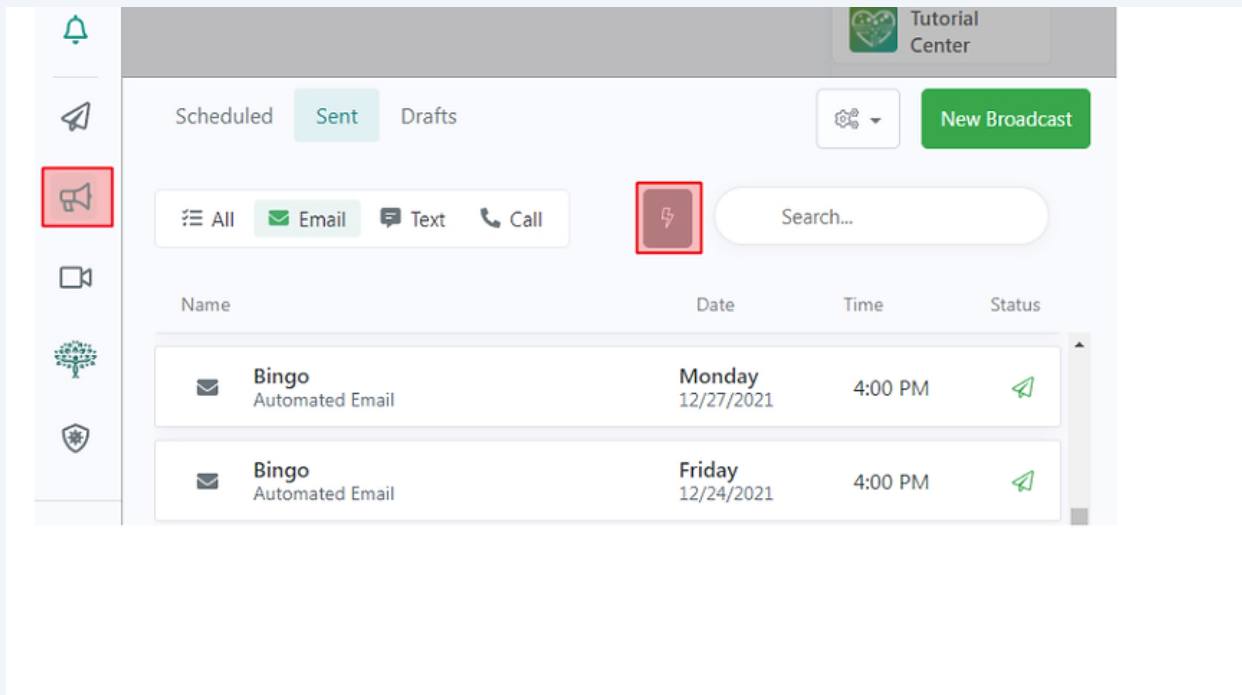 Tutorial
Center
Scheduled Sent Drafts New Broadcast
All Email Text Call Search...
Name Date Time Status
Bingo Monday
Automated Email 12/27/2021 4:00 PM
Bingo Friday
Automated Email 12/24/2021 4:00 PM